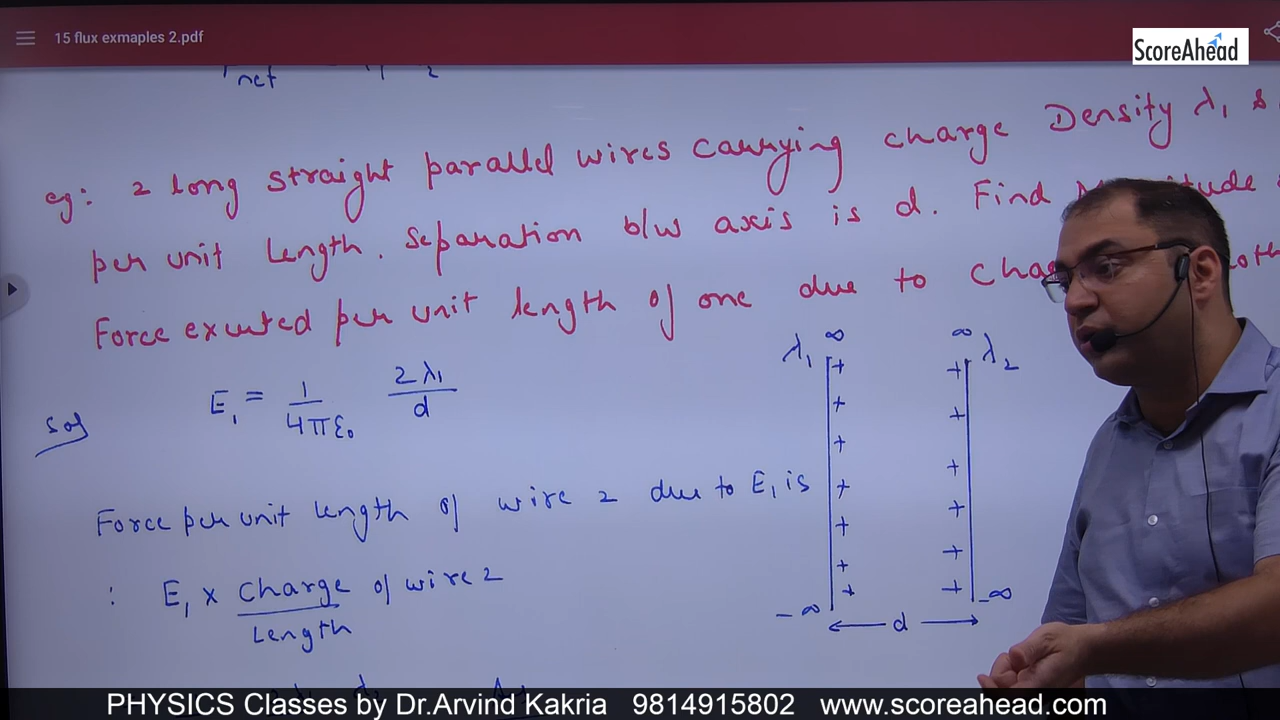 15 flux exmaples 2.pdf
ScoreAhead
net
eg: 2 long straight parallel wires carrying charge Density λ₁ &
per unit length. Separation b/w axis is d. Find
Force exerted per unit length of one due to
λ₁ ∞ ∞ λ₂
E₁ = 1/4πε₀ 2λ₁/d
Sol
Force per unit length of wire 2 due to E₁ is
: E₁ × Charge/Length of wire 2
-∞ -∞
d
PHYSICS Classes by Dr.Arvind Kakria 9814915802 www.scoreahead.com